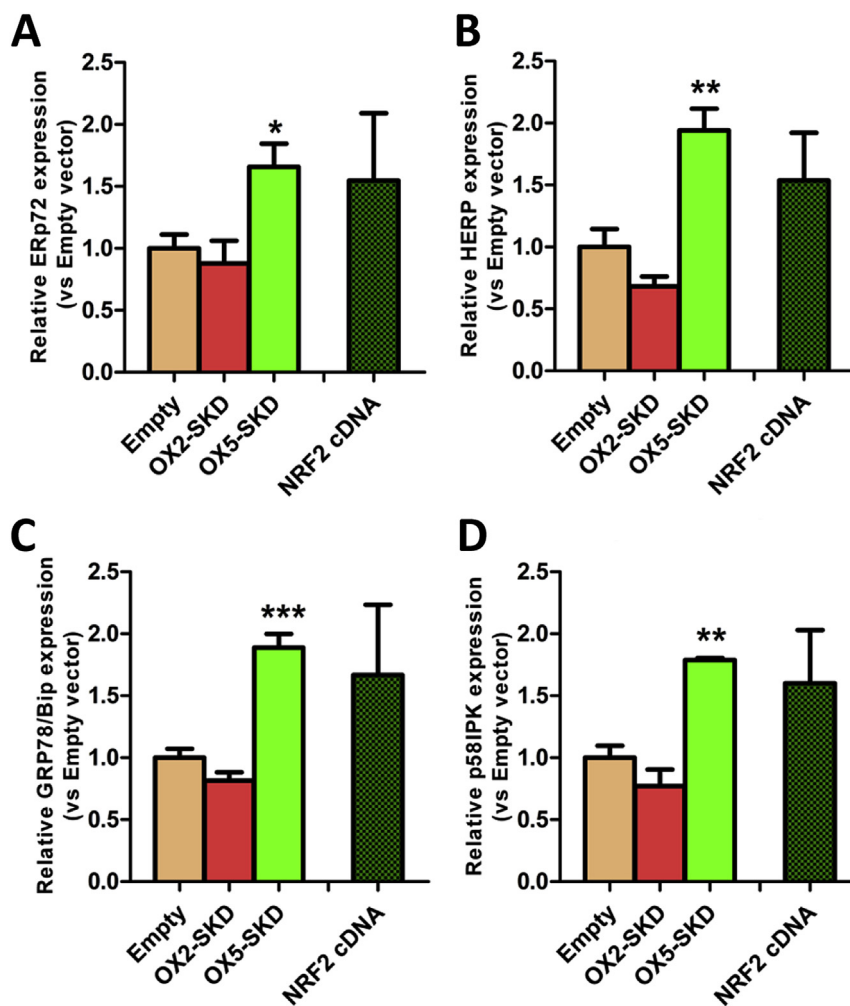 A
Relative ERp72 expression
(vs Empty vector)
2.5
2.0
1.5
1.0
0.5
0.0
*
Empty
OX2-SKD
OX5-SKD
NRF2 cDNA
B
Relative HERP expression
(vs Empty vector)
2.5
2.0
1.5
1.0
0.5
0.0
**
Empty
OX2-SKD
OX5-SKD
NRF2 cDNA
C
Relative GRP78/Bip expression
(vs Empty vector)
2.5
2.0
1.5
1.0
0.5
0.0
***
Empty
OX2-SKD
OX5-SKD
NRF2 cDNA
D
Relative p58IPK expression
(vs Empty vector)
2.5
2.0
1.5
1.0
0.5
0.0
**
Empty
OX2-SKD
OX5-SKD
NRF2 cDNA